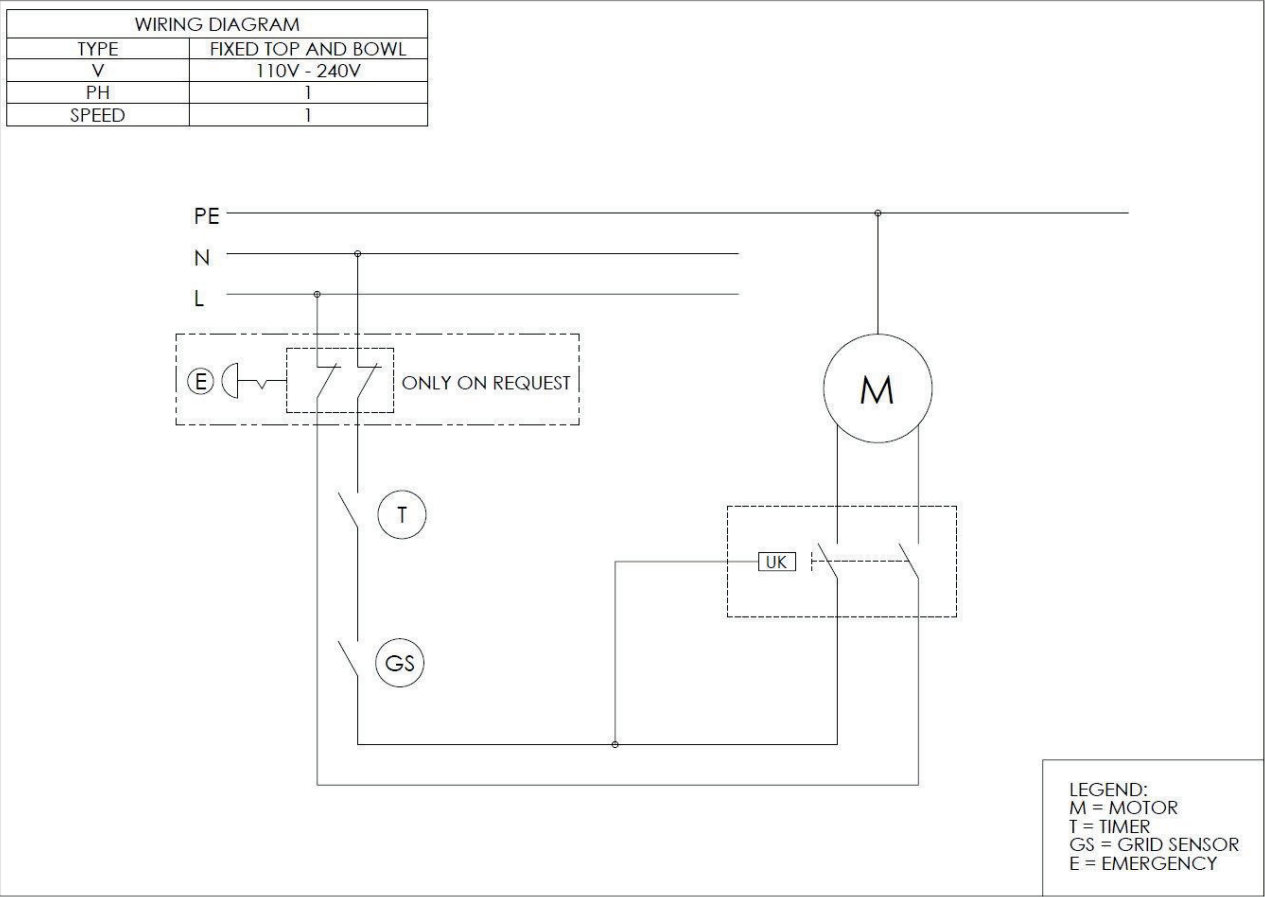 WIRING DIAGRAM
TYPE FIXED TOP AND BOWL
V 110V - 240V
PH 1
SPEED 1
PE
N
L
E ONLY ON REQUEST
M
T
UK
GS
LEGEND:
M = MOTOR
T = TIMER
GS = GRID SENSOR
E = EMERGENCY